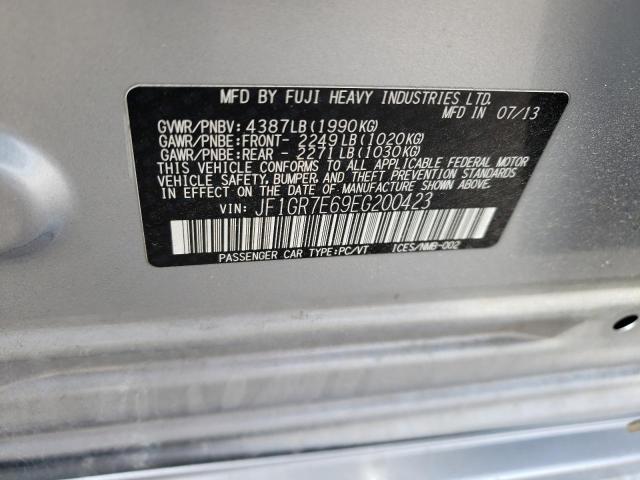 MFD BY FUJI HEAVY INDUSTRIES LTD.
MFD IN 07/13
GVWR/PNBV: 4387LB(1990KG)
GAWR/PNBE:FRONT- 2249LB(1020KG)
GAWR/PNBE:REAR - 2271LB(1030KG)
THIS VEHICLE CONFORMS TO ALL APPLICABLE FEDERAL MOTOR
VEHICLE SAFETY, BUMPER, AND THEFT PREVENTION STANDARDS
IN EFFECT ON THE DATE OF MANUFACTURE SHOWN ABOVE.
VIN: JF1GR7E69EG200423
PASSENGER CAR TYPE:PC/VT ICES/NMB-002